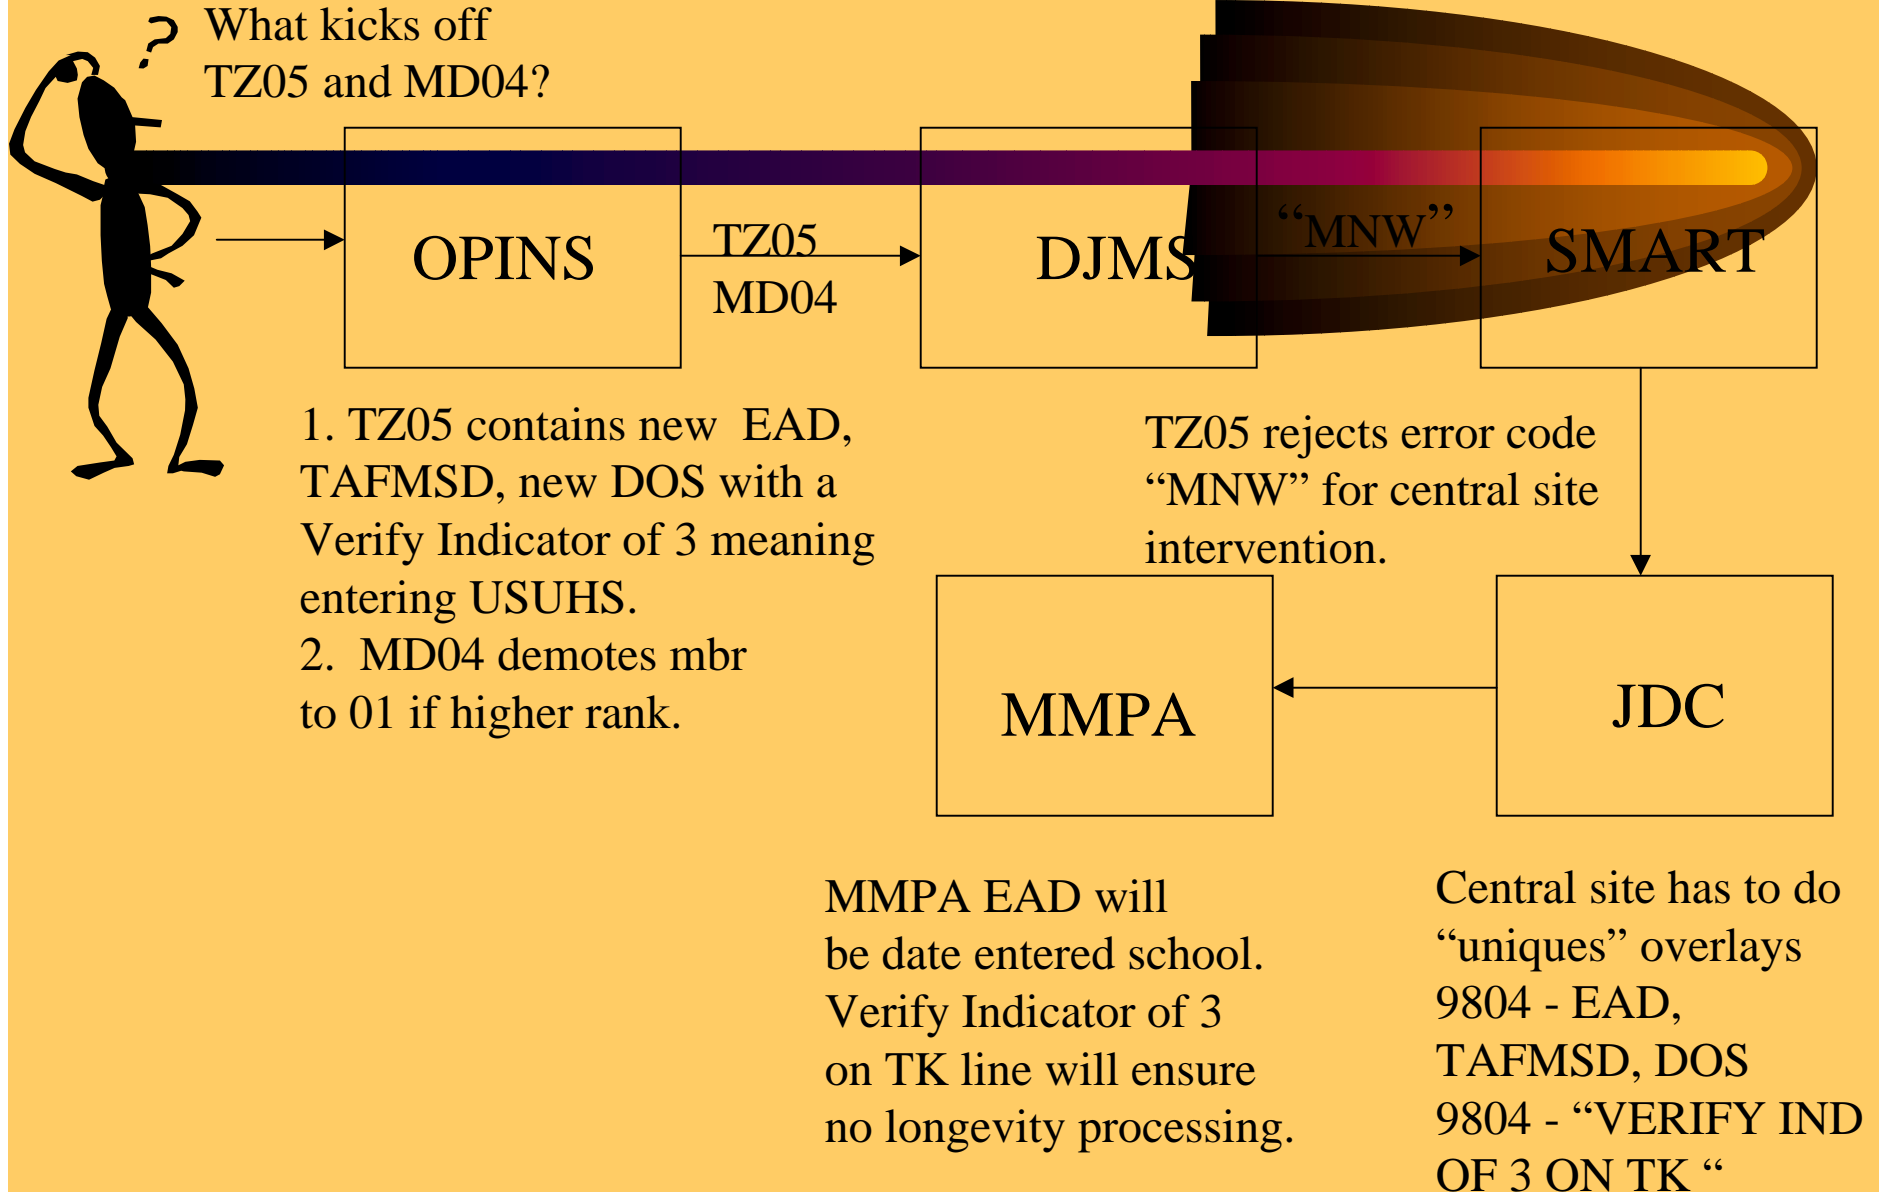 What kicks off
TZ05 and MD04?
OPINS
TZ05
MD04
DJMS
“MNW”
SMART
1. TZ05 contains new EAD,
TAFMSD, new DOS with a
Verify Indicator of 3 meaning
entering USUHS.
2. MD04 demotes mbr
to 01 if higher rank.
TZ05 rejects error code
“MNW” for central site
intervention.
MMPA
JDC
MMPA EAD will
be date entered school.
Verify Indicator of 3
on TK line will ensure
no longevity processing.
Central site has to do
“uniques” overlays
9804 - EAD,
TAFMSD, DOS
9804 - “VERIFY IND
OF 3 ON TK “